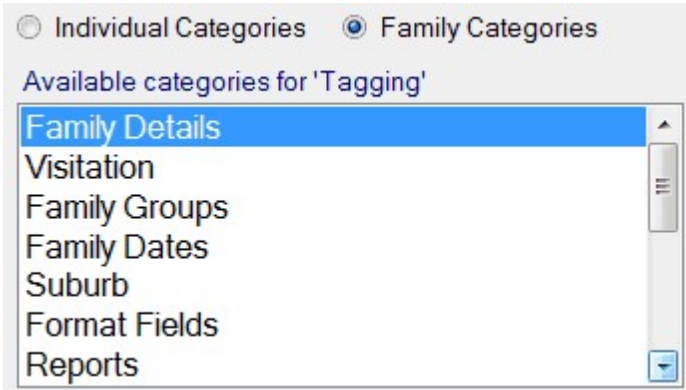 Individual Categories Family Categories
Available categories for 'Tagging'
Family Details
Visitation
Family Groups
Family Dates
Suburb
Format Fields
Reports